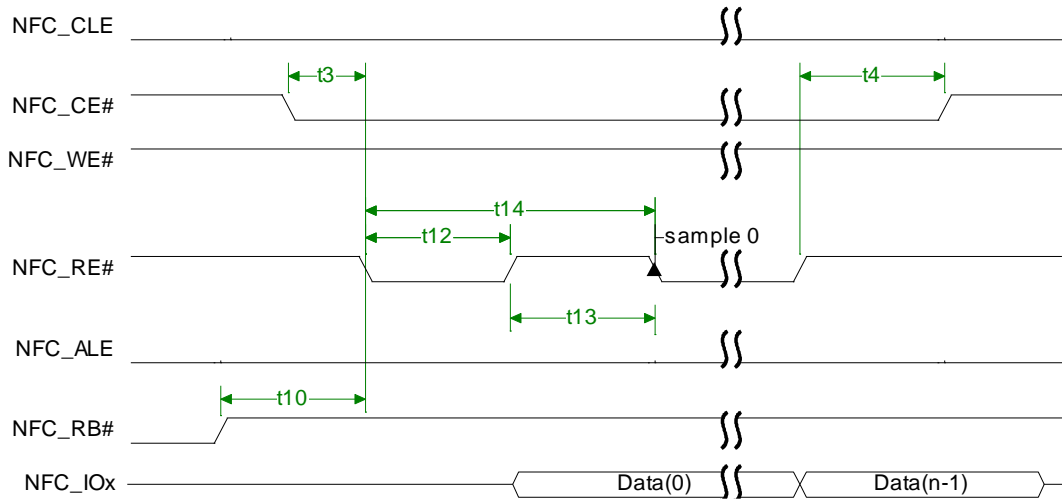 NFC_CLE
t3
t4
NFC_CE#
NFC_WE#
t14
t12
sample 0
NFC_RE#
t13
NFC_ALE
t10
NFC_RB#
NFC_IOx
Data(0)
Data(n-1)